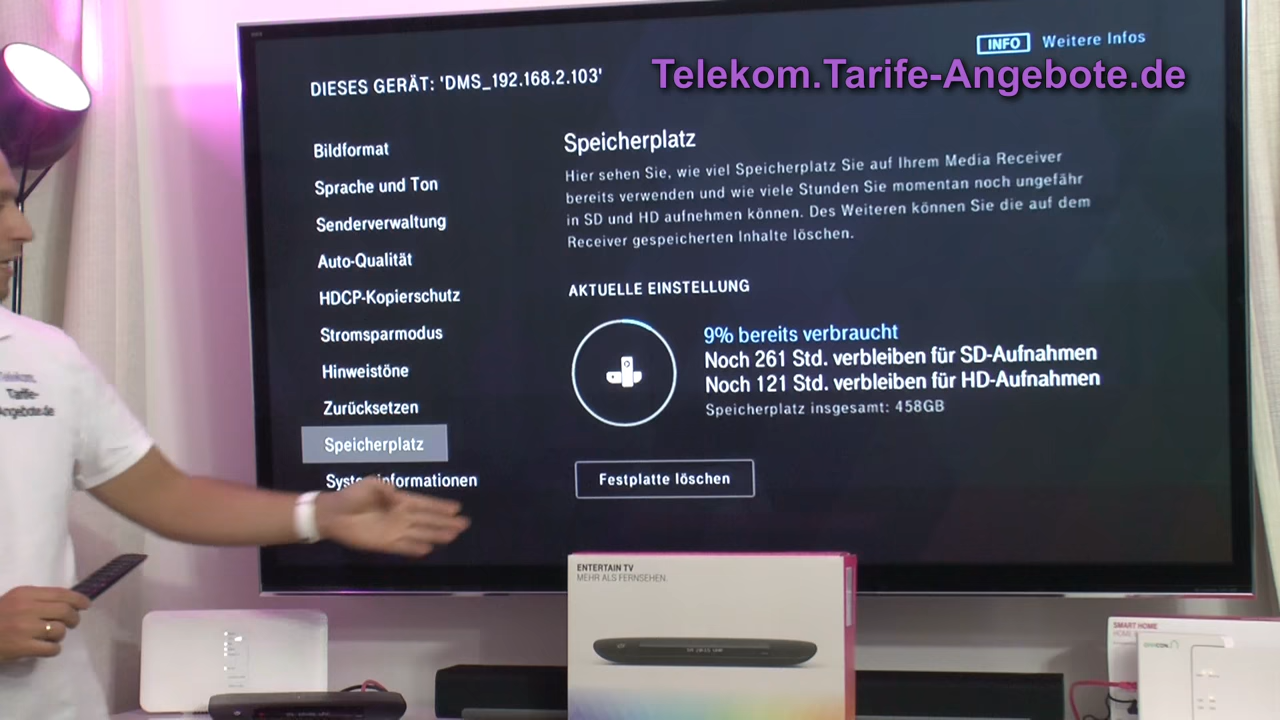 INFO Weitere Infos
Telekom.Tarife-Angebote.de
DIESES GERÄT: 'DMS_192.168.2.103'
Bildformat
Sprache und Ton
Senderverwaltung
Auto-Qualität
HDCP-Kopierschutz
Stromsparmodus
Hinweistöne
Zurücksetzen
Speicherplatz
Speicherplatz
Hier sehen Sie, wie viel Speicherplatz Sie auf Ihrem Media Receiver
bereits verwenden und wie viele Stunden Sie momentan noch ungefähr
in SD und HD aufnehmen können. Des Weiteren können Sie die auf dem
Receiver gespeicherten Inhalte löschen.
AKTUELLE EINSTELLUNG
9% bereits verbraucht
Noch 261 Std. verbleiben für SD-Aufnahmen
Noch 121 Std. verbleiben für HD-Aufnahmen
Speicherplatz insgesamt: 458GB
Festplatte löschen
Telekom.
Tarife-
Angebote.de
ENTERTAIN TV
MEHR ALS FERNSEHEN.
SMART HOME